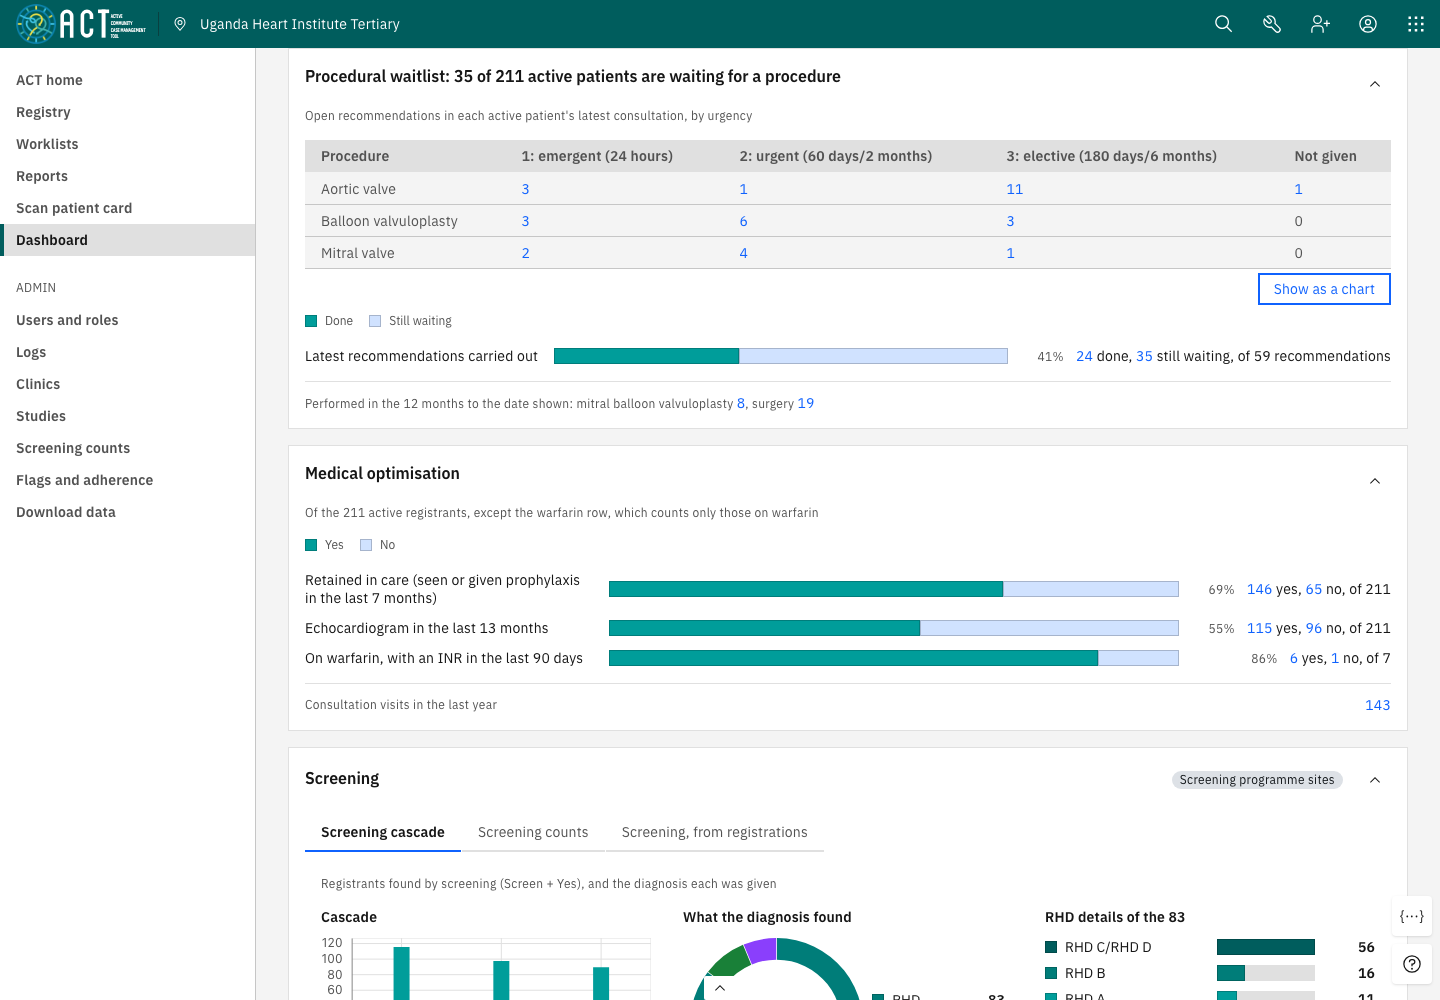 ACT ACTIVE COMMUNITY CASE MANAGEMENT TOOL
Uganda Heart Institute Tertiary
ACT home
Registry
Worklists
Reports
Scan patient card
Dashboard
ADMIN
Users and roles
Logs
Clinics
Studies
Screening counts
Flags and adherence
Download data
Procedural waitlist: 35 of 211 active patients are waiting for a procedure
Open recommendations in each active patient's latest consultation, by urgency
Procedure 1: emergent (24 hours) 2: urgent (60 days/2 months) 3: elective (180 days/6 months) Not given
Aortic valve 3 1 11 1
Balloon valvuloplasty 3 6 3 0
Mitral valve 2 4 1 0
Show as a chart
Done Still waiting
Latest recommendations carried out 41% 24 done, 35 still waiting, of 59 recommendations
Performed in the 12 months to the date shown: mitral balloon valvuloplasty 8, surgery 19
Medical optimisation
Of the 211 active registrants, except the warfarin row, which counts only those on warfarin
Yes No
Retained in care (seen or given prophylaxis
in the last 7 months) 69% 146 yes, 65 no, of 211
Echocardiogram in the last 13 months 55% 115 yes, 96 no, of 211
On warfarin, with an INR in the last 90 days 86% 6 yes, 1 no, of 7
Consultation visits in the last year 143
Screening Screening programme sites
Screening cascade Screening counts Screening, from registrations
Registrants found by screening (Screen + Yes), and the diagnosis each was given
Cascade What the diagnosis found RHD details of the 83
120
100
80
60
RHD 83
RHD C/RHD D 56
RHD B 16
RHD A 11
{···}